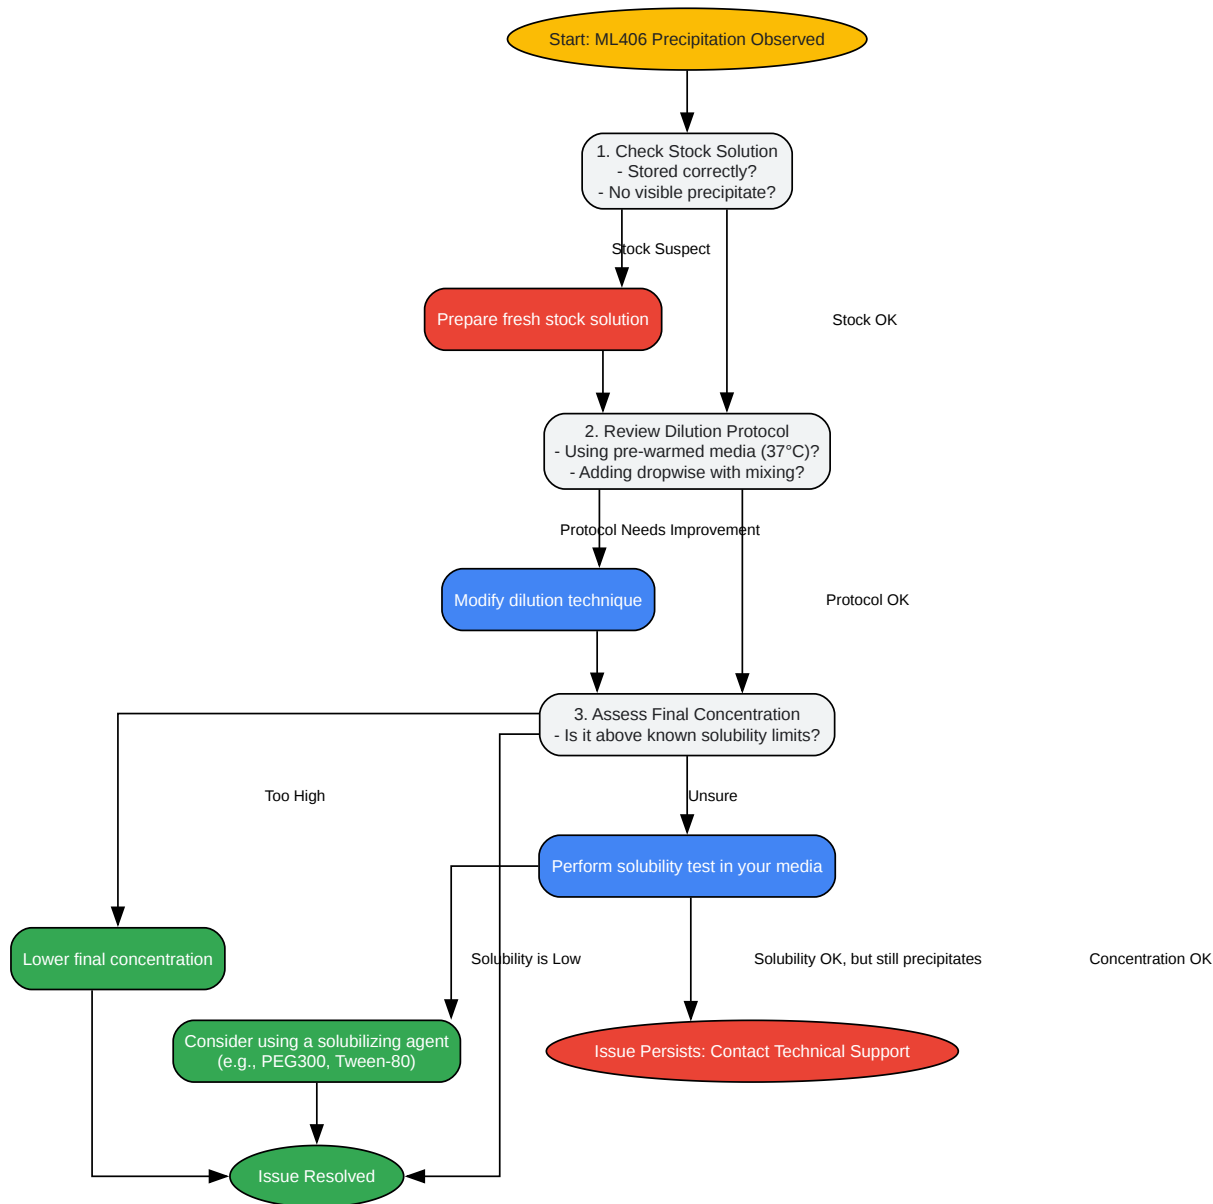 Start: ML406 Precipitation Observed
1. Check Stock Solution
- Stored correctly?
- No visible precipitate?
Stock Suspect
Prepare fresh stock solution
Stock OK
2. Review Dilution Protocol
- Using pre-warmed media (37°C)?
- Adding dropwise with mixing?
Protocol Needs Improvement
Modify dilution technique
Protocol OK
3. Assess Final Concentration
- Is it above known solubility limits?
Too High
Unsure
Perform solubility test in your media
Lower final concentration
Solubility is Low
Solubility OK, but still precipitates
Concentration OK
Consider using a solubilizing agent
(e.g., PEG300, Tween-80)
Issue Persists: Contact Technical Support
Issue Resolved